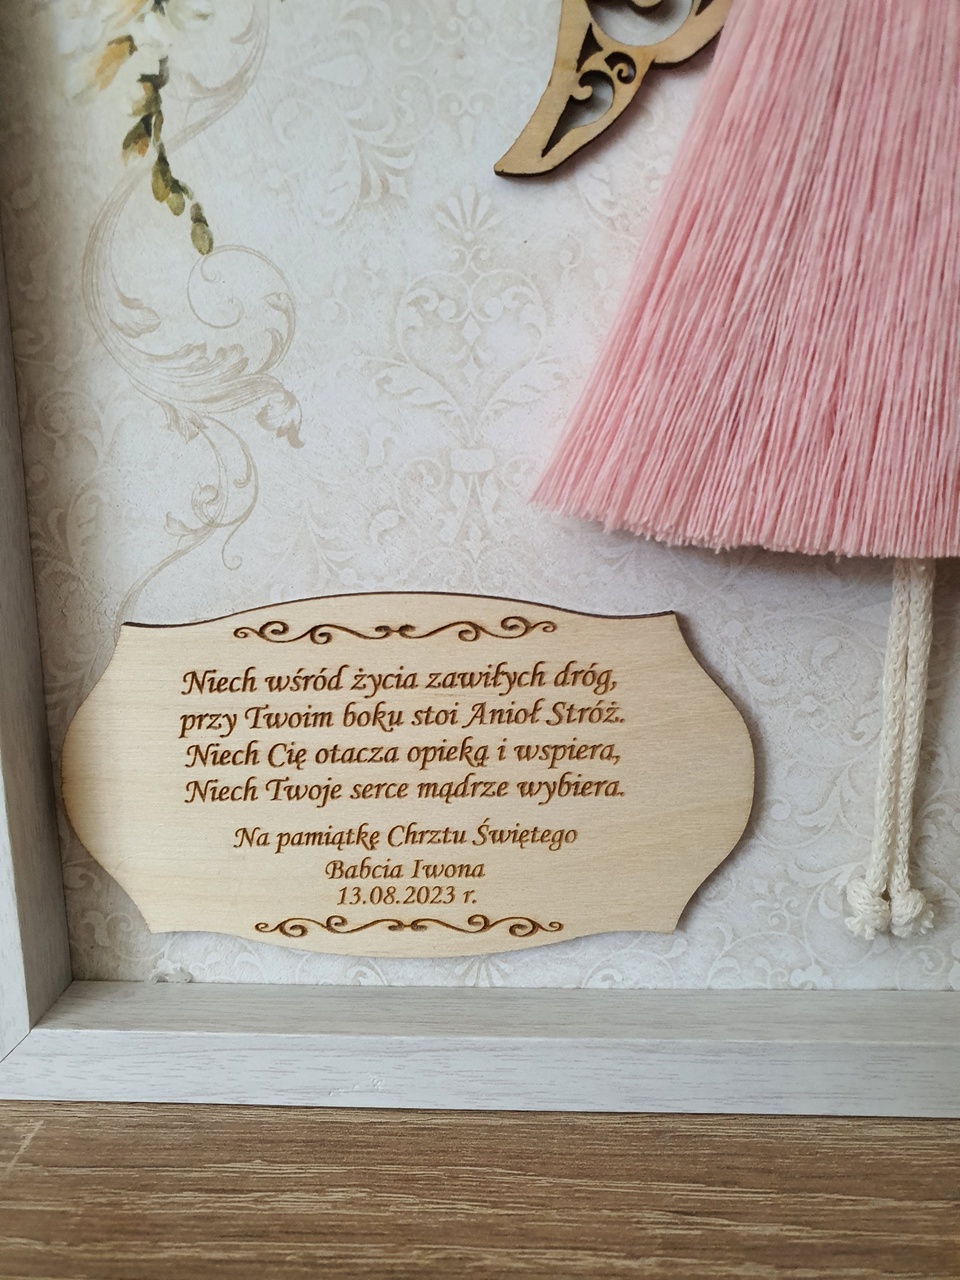 Niech wśród życia zawiłych dróg,
przy Twoim boku stoi Anioł Stróż.
Niech Cię otacza opieką i wspiera,
Niech Twoje serce mądrze wybiera.
Na pamiątkę Chrztu Świętego
Babcia Iwona
13.08.2023 r.